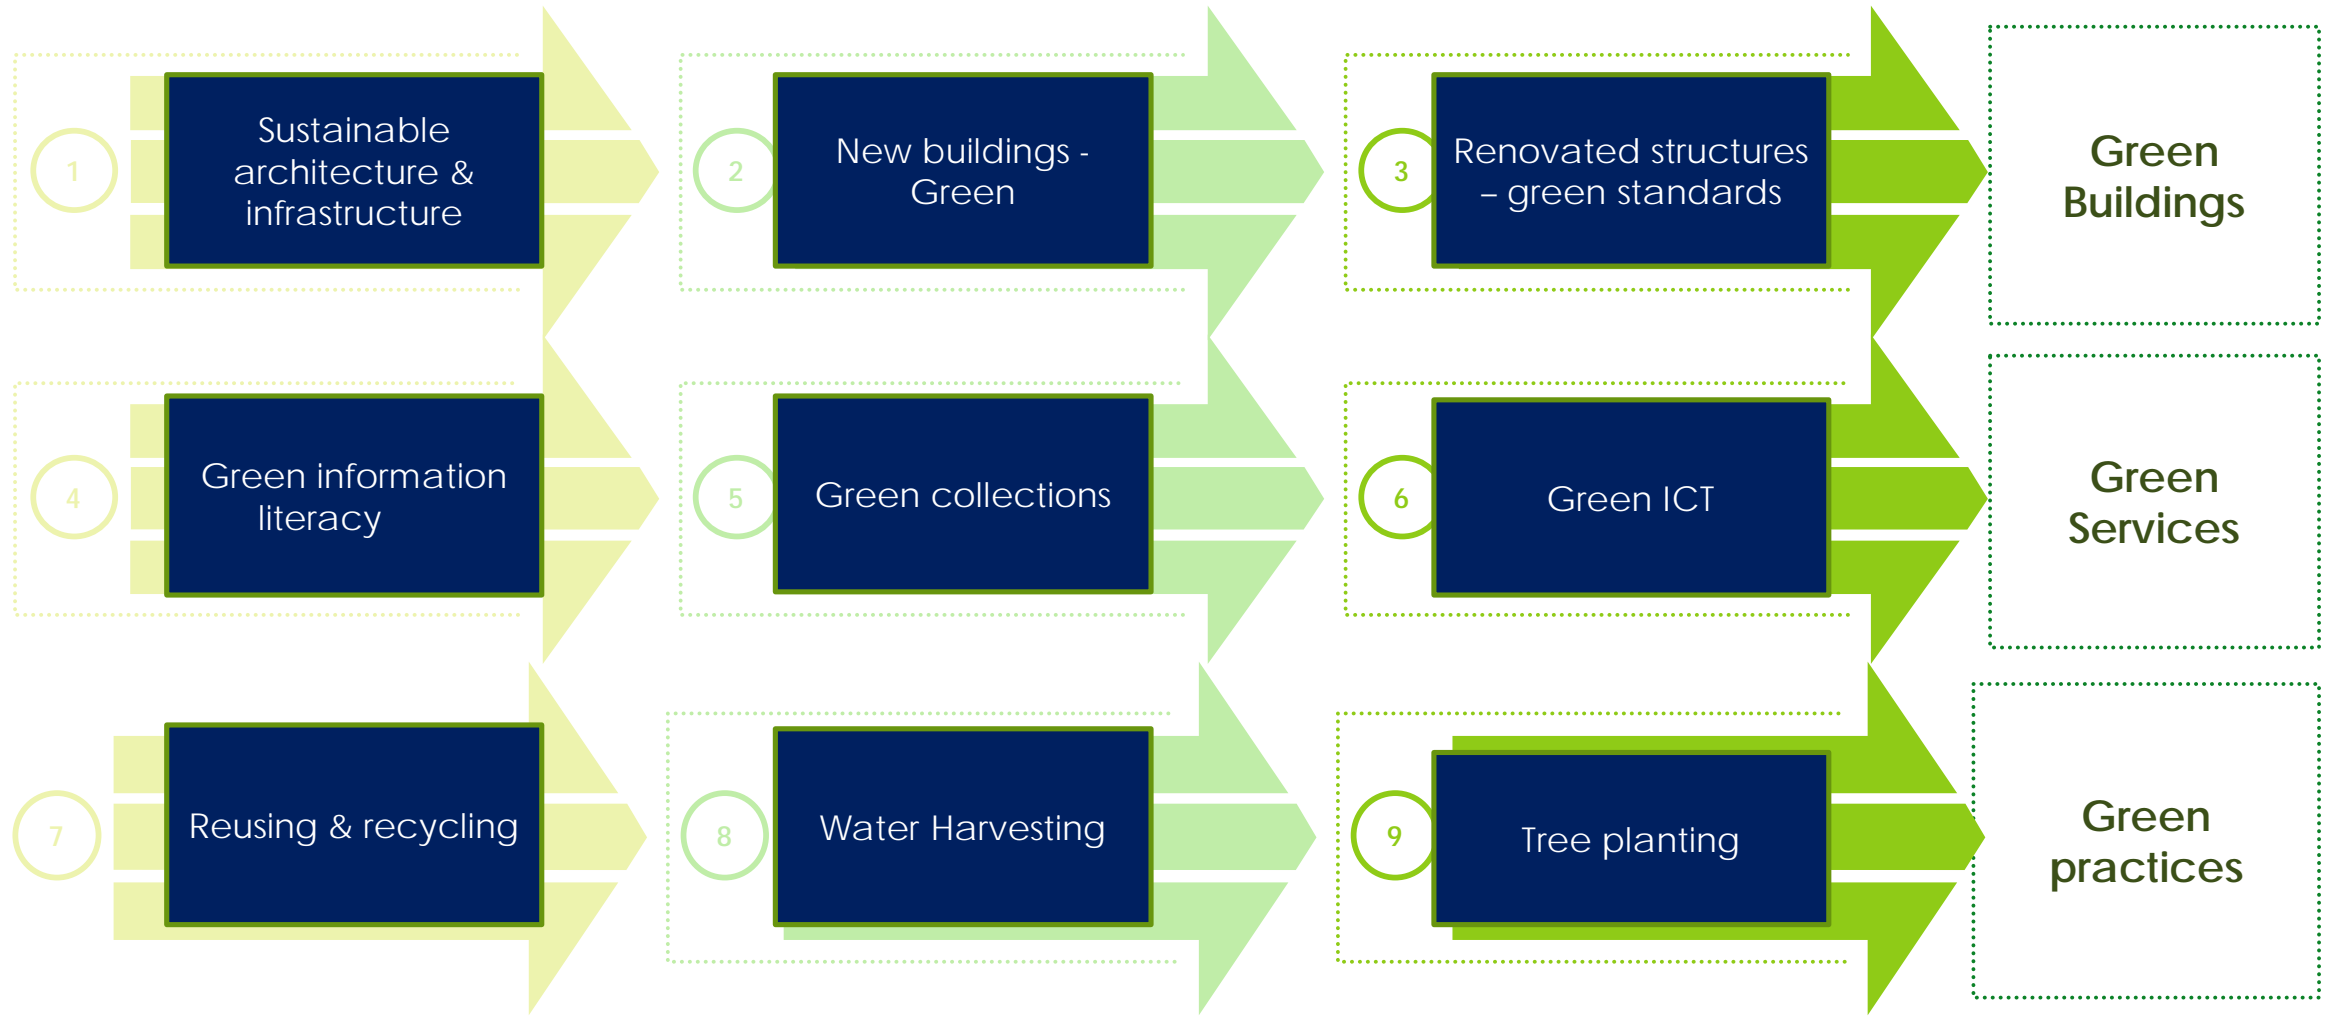 1
Sustainable
architecture &
infrastructure
2
New buildings -
Green
3
Renovated structures
– green standards
Green
Buildings
4
Green information
literacy
5
Green collections
6
Green ICT
Green
Services
7
Reusing & recycling
8
Water Harvesting
9
Tree planting
Green
practices